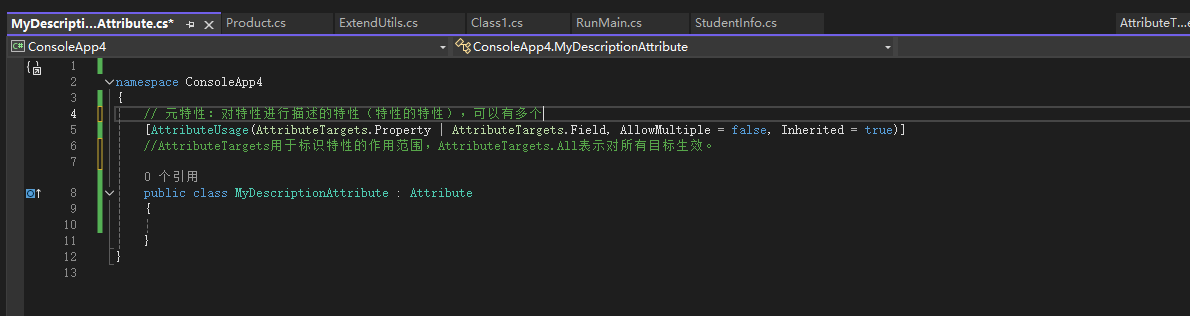 MyDescripti...Attribute.cs* Product.cs ExtendUtils.cs Class1.cs RunMain.cs StudentInfo.cs
C# ConsoleApp4 ConsoleApp4.MyDescriptionAttribute
1
2 namespace ConsoleApp4
3 {
4 // 元特性：对特性进行描述的特性（特性的特性），可以有多个
5 [AttributeUsage(AttributeTargets.Property | AttributeTargets.Field, AllowMultiple = false, Inherited = true)]
6 //AttributeTargets用于标识特性的作用范围，AttributeTargets.All表示对所有目标生效。
7
0 个引用
8 public class MyDescriptionAttribute : Attribute
9 {
10
11 }
12 }
13